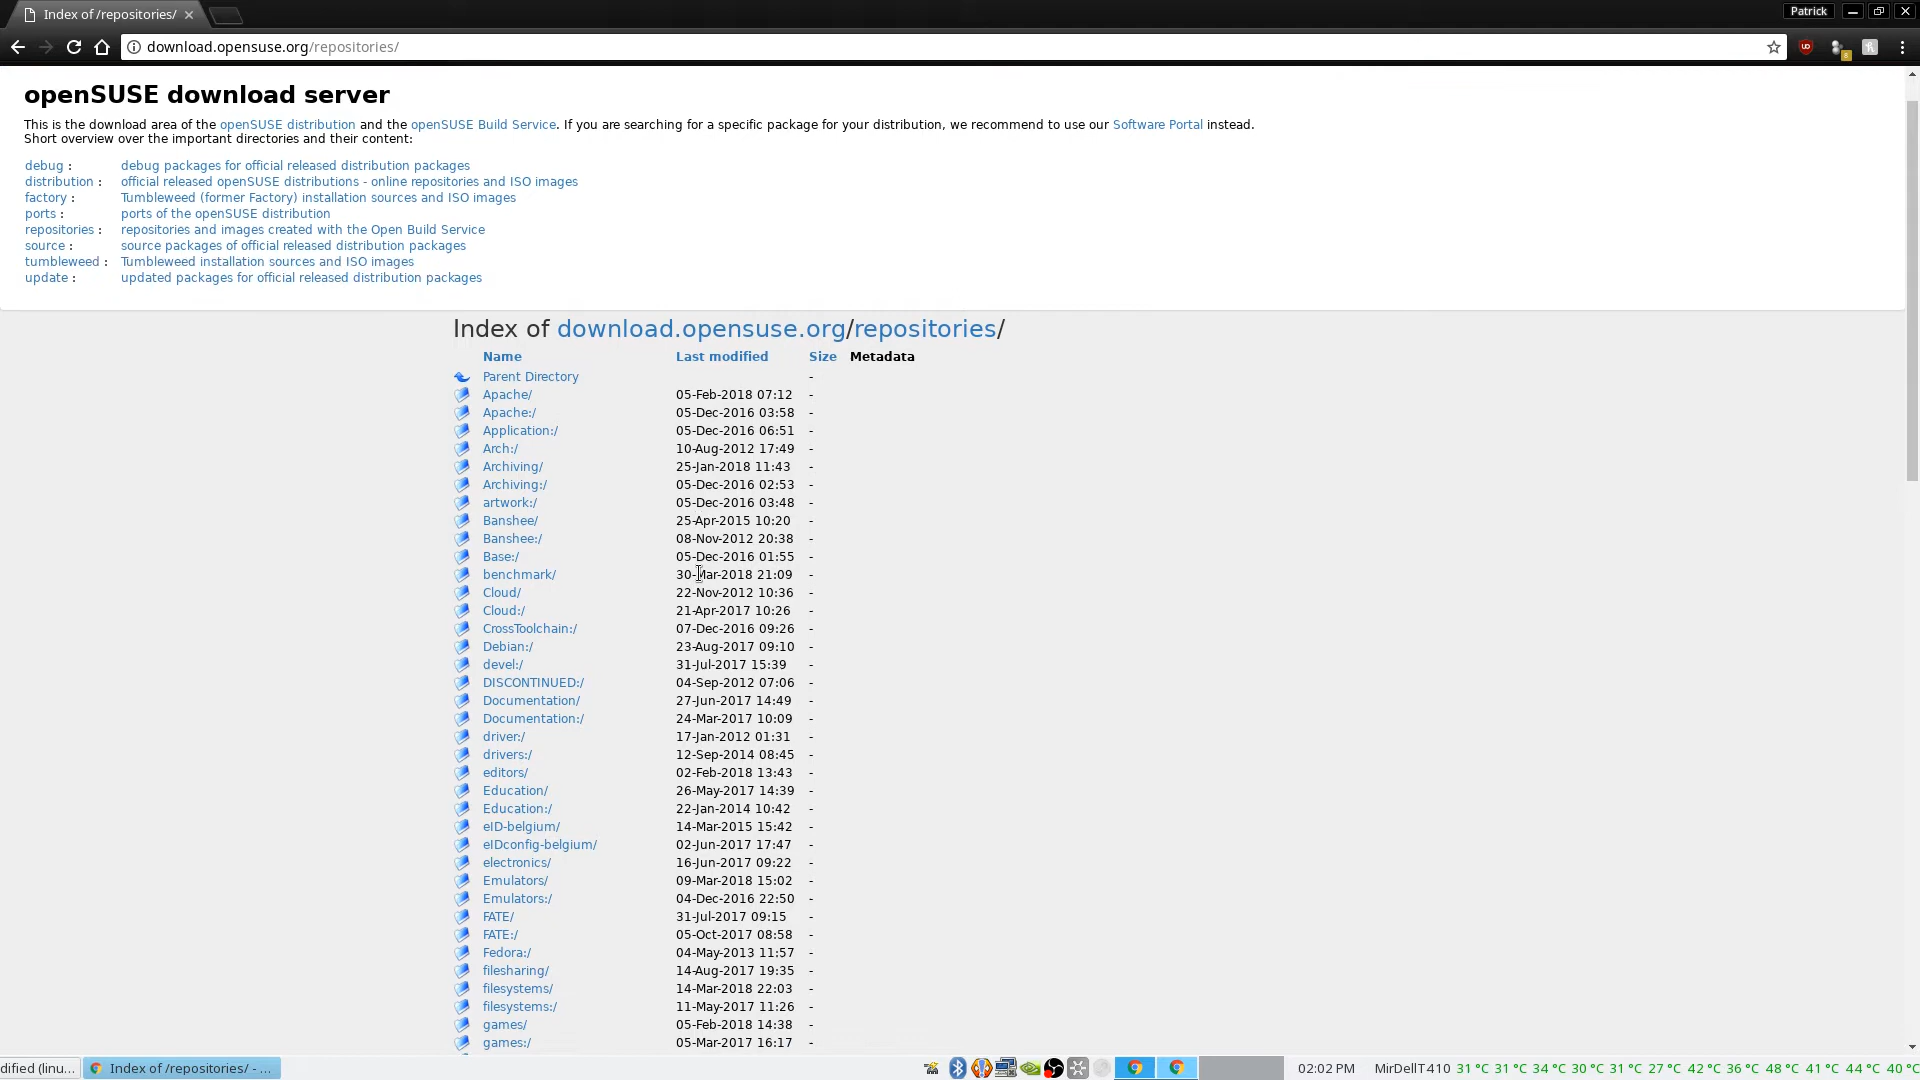 Index of /repositories/
Patrick
download.opensuse.org/repositories/
openSUSE download server
This is the download area of the openSUSE distribution and the openSUSE Build Service. If you are searching for a specific package for your distribution, we recommend to use our Software Portal instead.
Short overview over the important directories and their content:
debug : debug packages for official released distribution packages
distribution : official released openSUSE distributions - online repositories and ISO images
factory : Tumbleweed (former Factory) installation sources and ISO images
ports : ports of the openSUSE distribution
repositories : repositories and images created with the Open Build Service
source : source packages of official released distribution packages
tumbleweed : Tumbleweed installation sources and ISO images
update : updated packages for official released distribution packages
Index of download.opensuse.org/repositories/
Name Last modified Size Metadata
Parent Directory -
Apache/ 05-Feb-2018 07:12 -
Apache:/ 05-Dec-2016 03:58 -
Application:/ 05-Dec-2016 06:51 -
Arch:/ 10-Aug-2012 17:49 -
Archiving/ 25-Jan-2018 11:43 -
Archiving:/ 05-Dec-2016 02:53 -
artwork:/ 05-Dec-2016 03:48 -
Banshee/ 25-Apr-2015 10:20 -
Banshee:/ 08-Nov-2012 20:38 -
Base:/ 05-Dec-2016 01:55 -
benchmark/ 30-Mar-2018 21:09 -
Cloud/ 22-Nov-2012 10:36 -
Cloud:/ 21-Apr-2017 10:26 -
CrossToolchain:/ 07-Dec-2016 09:26 -
Debian:/ 23-Aug-2017 09:10 -
devel:/ 31-Jul-2017 15:39 -
DISCONTINUED:/ 04-Sep-2012 07:06 -
Documentation/ 27-Jun-2017 14:49 -
Documentation:/ 24-Mar-2017 10:09 -
driver:/ 17-Jan-2012 01:31 -
drivers:/ 12-Sep-2014 08:45 -
editors/ 02-Feb-2018 13:43 -
Education/ 26-May-2017 14:39 -
Education:/ 22-Jan-2014 10:42 -
eID-belgium/ 14-Mar-2015 15:42 -
eIDconfig-belgium/ 02-Jun-2017 17:47 -
electronics/ 16-Jun-2017 09:22 -
Emulators/ 09-Mar-2018 15:02 -
Emulators:/ 04-Dec-2016 22:50 -
FATE/ 31-Jul-2017 09:15 -
FATE:/ 05-Oct-2017 08:58 -
Fedora:/ 04-May-2013 11:57 -
filesharing/ 14-Aug-2017 19:35 -
filesystems/ 14-Mar-2018 22:03 -
filesystems:/ 11-May-2017 11:26 -
games/ 05-Feb-2018 14:38 -
games:/ 05-Mar-2017 16:17 -
dified (linu... Index of /repositories/ - ... 02:02 PM MirDellT410 31 °C 31 °C 34 °C 30 °C 31 °C 27 °C 42 °C 36 °C 48 °C 41 °C 44 °C 40 °C